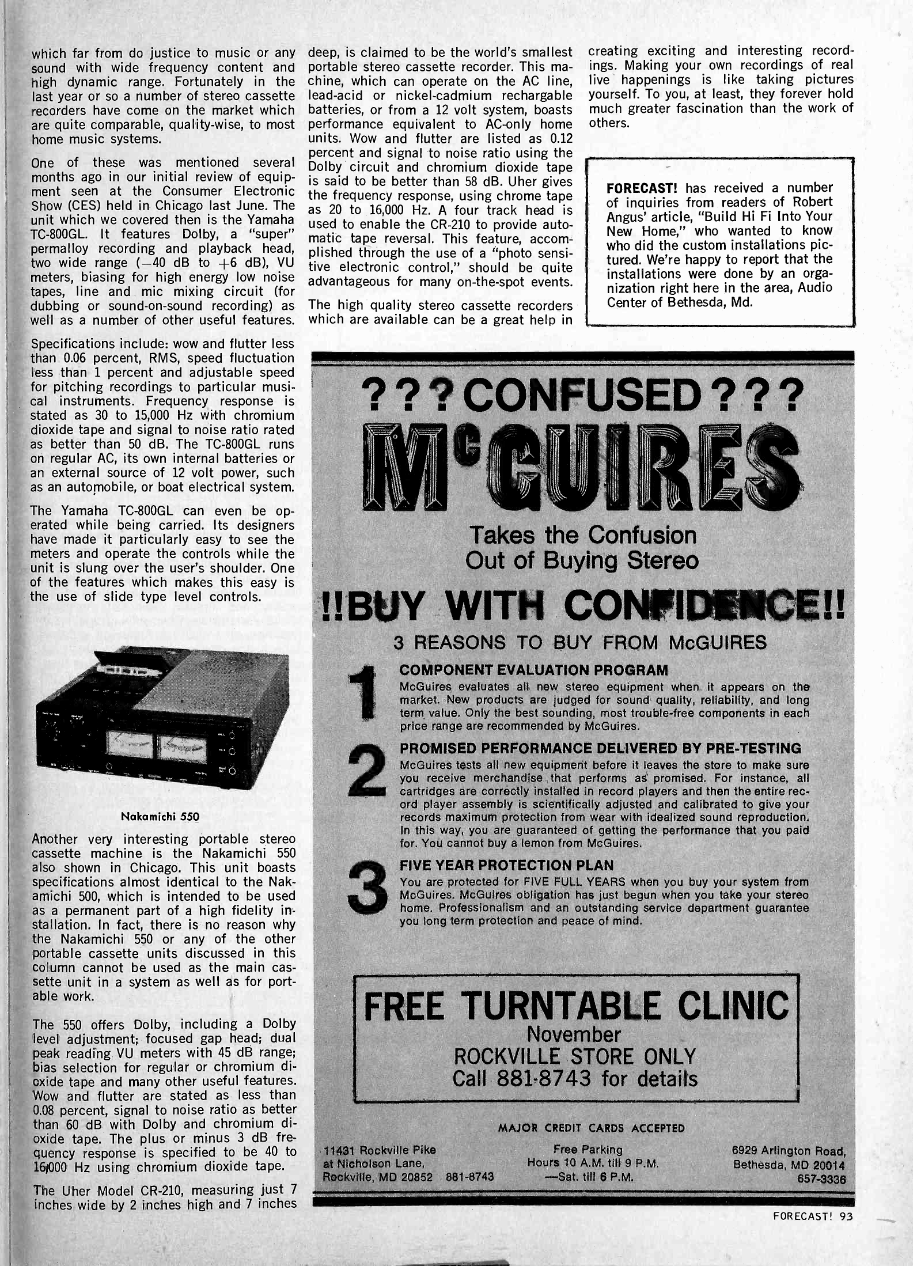 which far from do justice to music or any
sound with wide frequency content and
high dynamic range. Fortunately in the
last year or so a number of stereo cassette
recorders have come on the market which
are quite comparable, quality-wise, to most
home music systems.
One of these was mentioned several
months ago in our initial review of equip-
ment seen at the Consumer Electronic
Show (CES) held in Chicago last June. The
unit which we covered then is the Yamaha
TC-800GL. It features Dolby, a “super”
permalloy recording and playback head,
two wide range (−40 dB to +6 dB), VU
meters, biasing for high energy low noise
tapes, line and mic mixing circuit (for
dubbing or sound-on-sound recording) as
well as a number of other useful features.
Specifications include: wow and flutter less
than 0.06 percent, RMS, speed fluctuation
less than 1 percent and adjustable speed
for pitching recordings to particular musi-
cal instruments. Frequency response is
stated as 30 to 15,000 Hz with chromium
dioxide tape and signal to noise ratio rated
as better than 50 dB. The TC-800GL runs
on regular AC, its own internal batteries or
an external source of 12 volt power, such
as an automobile, or boat electrical system.
The Yamaha TC-800GL can even be op-
erated while being carried. Its designers
have made it particularly easy to see the
meters and operate the controls while the
unit is slung over the user's shoulder. One
of the features which makes this easy is
the use of slide type level controls.
Nakamichi 550
Another very interesting portable stereo
cassette machine is the Nakamichi 550
also shown in Chicago. This unit boasts
specifications almost identical to the Nak-
amichi 500, which is intended to be used
as a permanent part of a high fidelity in-
stallation. In fact, there is no reason why
the Nakamichi 550 or any of the other
portable cassette units discussed in this
column cannot be used as the main cas-
sette unit in a system as well as for port-
able work.
The 550 offers Dolby, including a Dolby
level adjustment; focused gap head; dual
peak reading VU meters with 45 dB range;
bias selection for regular or chromium di-
oxide tape and many other useful features.
Wow and flutter are stated as less than
0.08 percent, signal to noise ratio as better
than 60 dB with Dolby and chromium di-
oxide tape. The plus or minus 3 dB fre-
quency response is specified to be 40 to
16,000 Hz using chromium dioxide tape.
The Uher Model CR-210, measuring just 7
inches wide by 2 inches high and 7 inches
deep, is claimed to be the world's smallest
portable stereo cassette recorder. This ma-
chine, which can operate on the AC line,
lead-acid or nickel-cadmium rechargable
batteries, or from a 12 volt system, boasts
performance equivalent to AC-only home
units. Wow and flutter are listed as 0.12
percent and signal to noise ratio using the
Dolby circuit and chromium dioxide tape
is said to be better than 58 dB. Uher gives
the frequency response, using chrome tape
as 20 to 16,000 Hz. A four track head is
used to enable the CR-210 to provide auto-
matic tape reversal. This feature, accom-
plished through the use of a “photo sensi-
tive electronic control,” should be quite
advantageous for many on-the-spot events.
The high quality stereo cassette recorders
which are available can be a great help in
creating exciting and interesting record-
ings. Making your own recordings of real
live happenings is like taking pictures
yourself. To you, at least, they forever hold
much greater fascination than the work of
others.
FORECAST! has received a number
of inquiries from readers of Robert
Angus' article, “Build Hi Fi Into Your
New Home,” who wanted to know
who did the custom installations pic-
tured. We're happy to report that the
installations were done by an orga-
nization right here in the area, Audio
Center of Bethesda, Md.
???CONFUSED???
McGUIRES
Takes the Confusion
Out of Buying Stereo
!!BUY WITH CONFIDENCE!!
3 REASONS TO BUY FROM McGUIRES
1 COMPONENT EVALUATION PROGRAM
McGuires evaluates all new stereo equipment when it appears on the
market. New products are judged for sound quality, reliability, and long
term value. Only the best sounding, most trouble-free components in each
price range are recommended by McGuires.
2 PROMISED PERFORMANCE DELIVERED BY PRE-TESTING
McGuires tests all new equipment before it leaves the store to make sure
you receive merchandise that performs as promised. For instance, all
cartridges are correctly installed in record players and then the entire rec-
ord player assembly is scientifically adjusted and calibrated to give your
records maximum protection from wear with idealized sound reproduction.
In this way, you are guaranteed of getting the performance that you paid
for. You cannot buy a lemon from McGuires.
3 FIVE YEAR PROTECTION PLAN
You are protected for FIVE FULL YEARS when you buy your system from
McGuires. McGuires obligation has just begun when you take your stereo
home. Professionalism and an outstanding service department guarantee
you long term protection and peace of mind.
FREE TURNTABLE CLINIC
November
ROCKVILLE STORE ONLY
Call 881-8743 for details
MAJOR CREDIT CARDS ACCEPTED
11431 Rockville Pike
at Nicholson Lane,
Rockville, MD 20852 881-8743
Free Parking
Hours 10 A.M. till 9 P.M.
—Sat. till 6 P.M.
6929 Arlington Road,
Bethesda, MD 20014
657-3336
FORECAST! 93